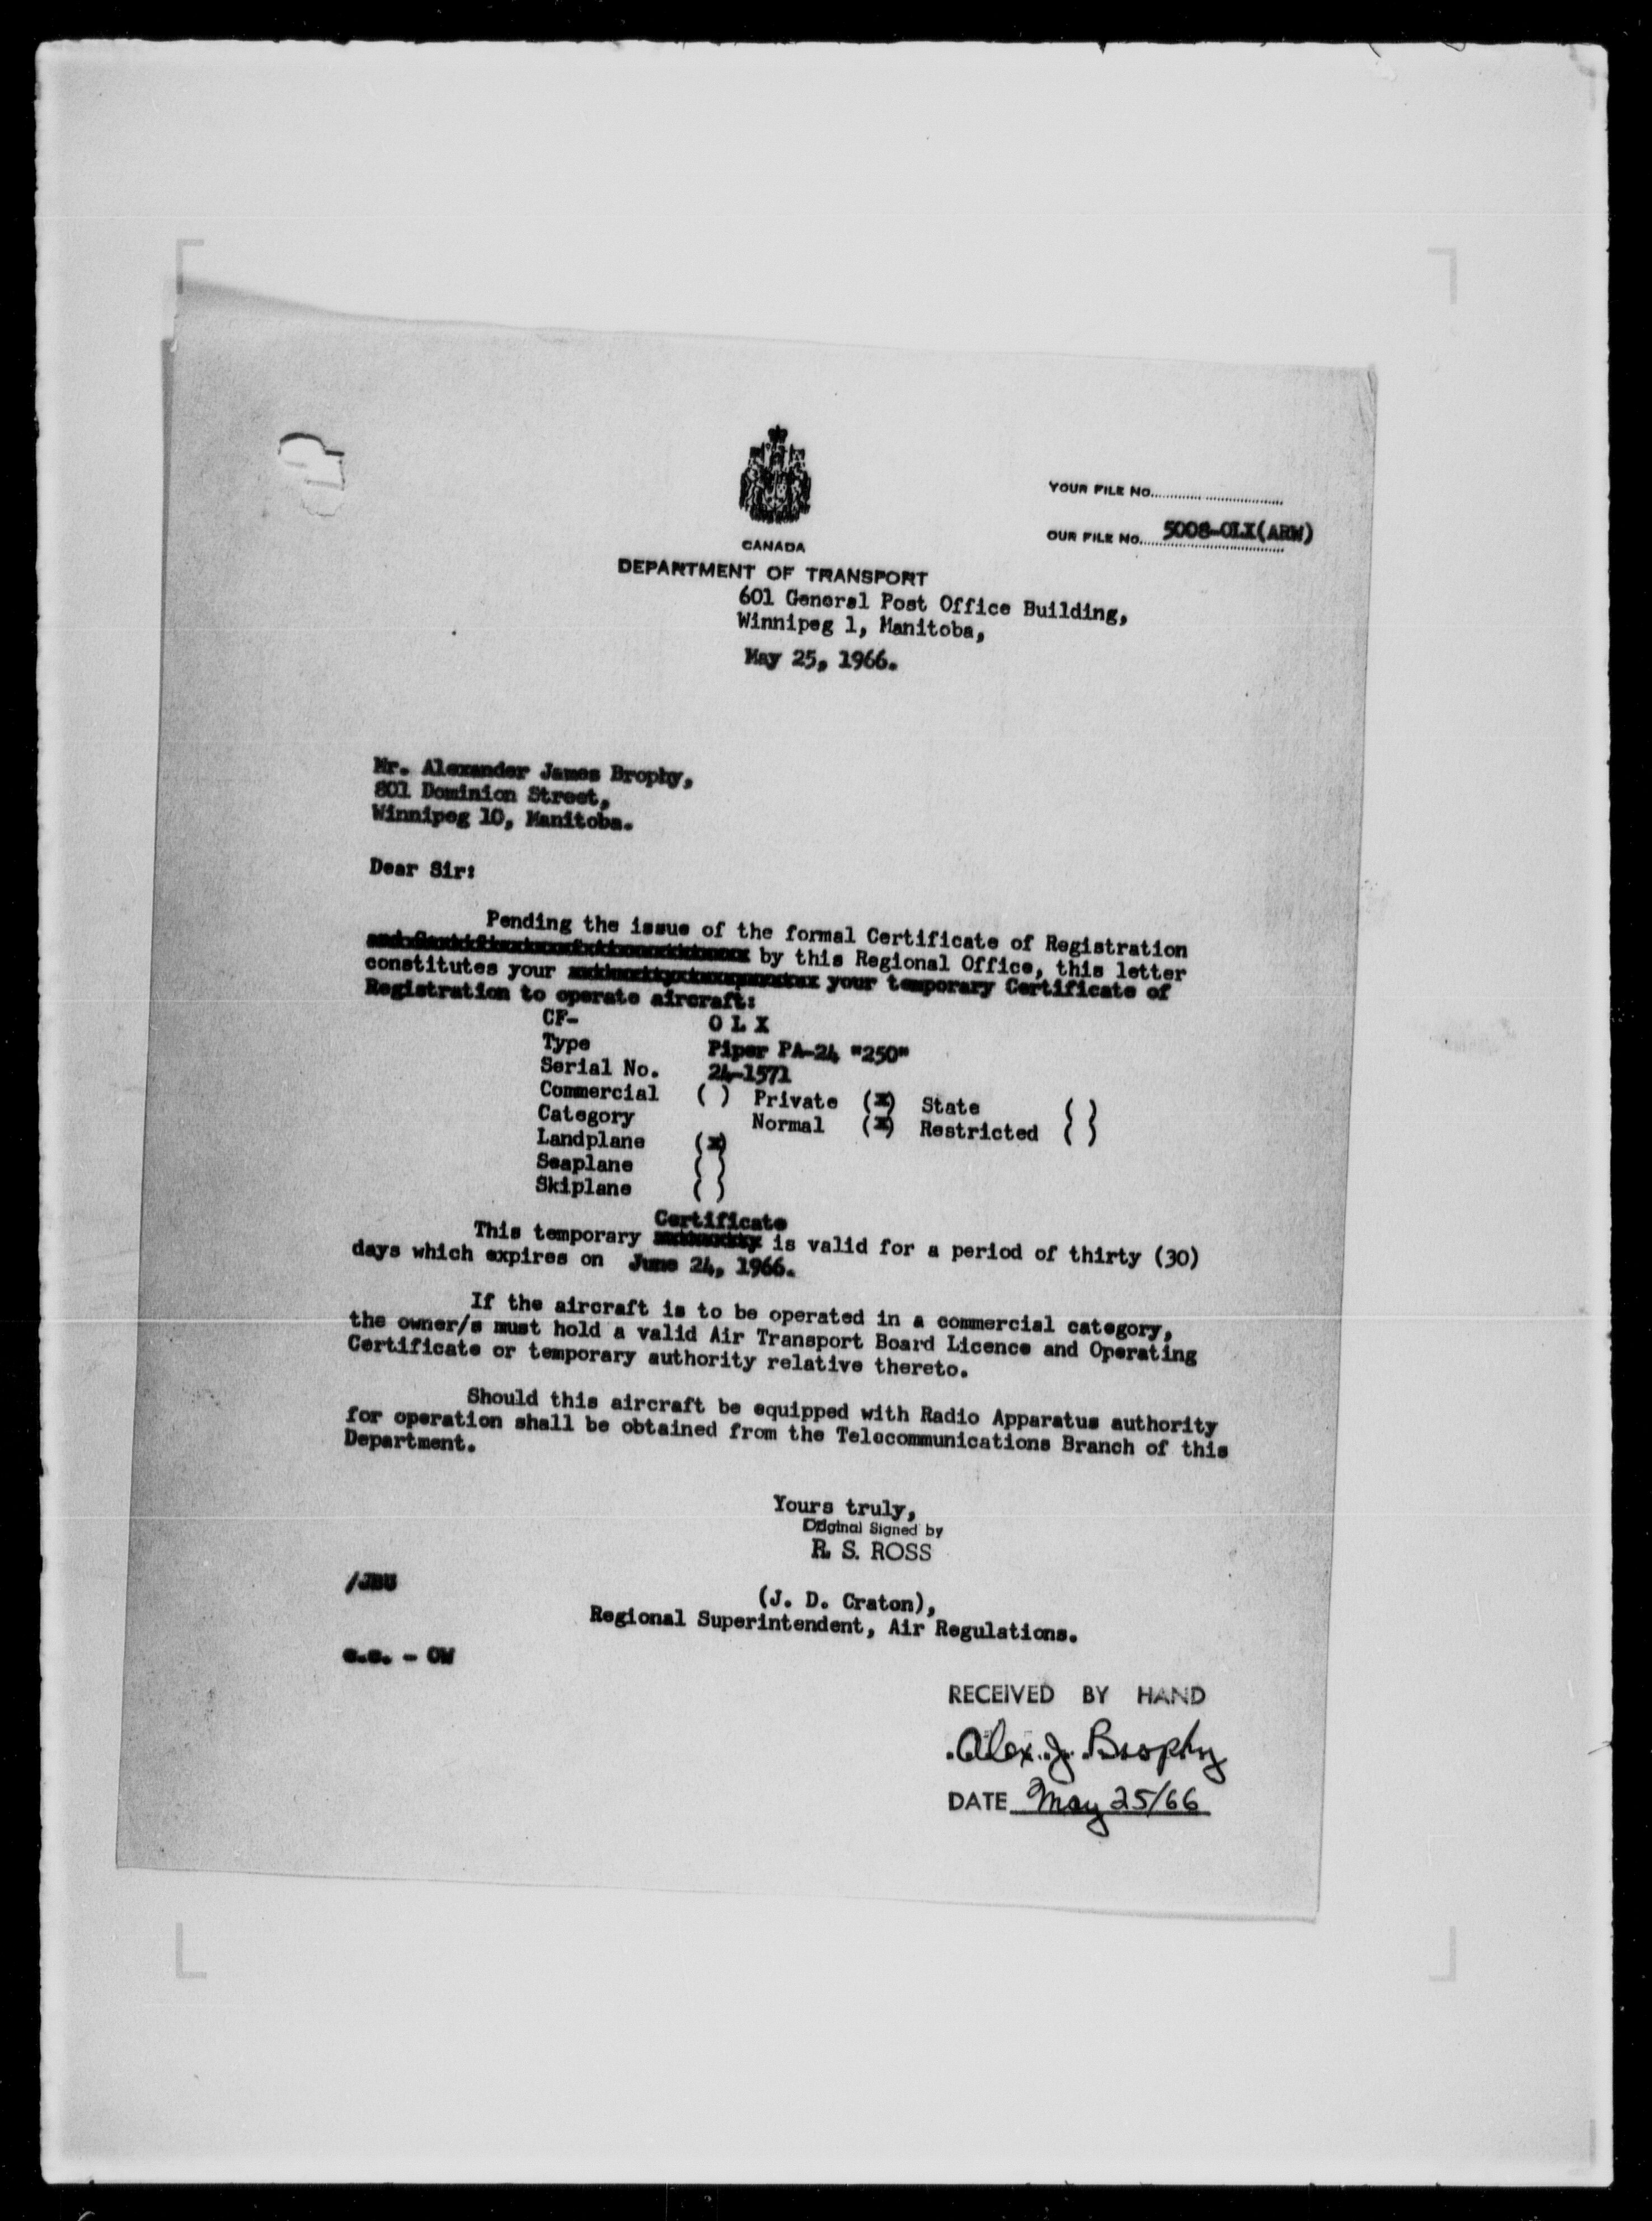 CANADA
DEPARTMENT OF TRANSPORT
YOUR FILE NO.
OUR FILE NO. 5008-OLX(ARW)
601 General Post Office Building,
Winnipeg 1, Manitoba,
May 25, 1966.
Mr. Alexander James Brophy,
801 Dominion Street,
Winnipeg 10, Manitoba.
Dear Sir:
Pending the issue of the formal Certificate of Registration
by this Regional Office, this letter
constitutes your your temporary Certificate of
Registration to operate aircraft:
CF- O L X
Type Piper PA-24 "250"
Serial No. 24-1571
Commercial ( ) Private (x) State ( )
Category Normal (x) Restricted ( )
Landplane (x)
Seaplane ( )
Skiplane ( )
Certificate
This temporary is valid for a period of thirty (30)
days which expires on June 24, 1966.
If the aircraft is to be operated in a commercial category,
the owner/s must hold a valid Air Transport Board Licence and Operating
Certificate or temporary authority relative thereto.
Should this aircraft be equipped with Radio Apparatus authority
for operation shall be obtained from the Telecommunications Branch of this
Department.
Yours truly,
Original Signed by
R. S. ROSS
/JBU
(J. D. Craton),
Regional Superintendent, Air Regulations.
c.c. - OW
RECEIVED BY HAND
Alex. J. Brophy
DATE May 25/66